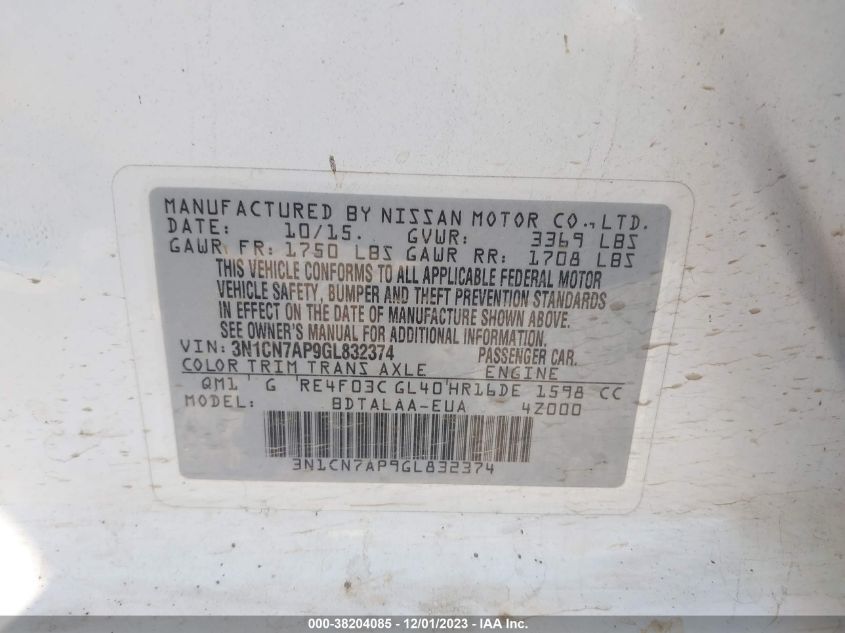 MANUFACTURED BY NISSAN MOTOR CO., LTD.
DATE: 10/15. GVWR: 3369 LBS
GAWR FR: 1750 LBS GAWR RR: 1708 LBS
THIS VEHICLE CONFORMS TO ALL APPLICABLE FEDERAL MOTOR
VEHICLE SAFETY, BUMPER AND THEFT PREVENTION STANDARDS
IN EFFECT ON THE DATE OF MANUFACTURE SHOWN ABOVE.
SEE OWNER'S MANUAL FOR ADDITIONAL INFORMATION.
VIN: 3N1CN7AP9GL832374 PASSENGER CAR.
COLOR TRIM TRANS AXLE ENGINE
QM1 G RE4F03C GL40 HR16DE 1598 CC
MODEL: BDTALAA-EUA 4Z000
3N1CN7AP9GL832374
000-38204085 - 12/01/2023 - IAA Inc.